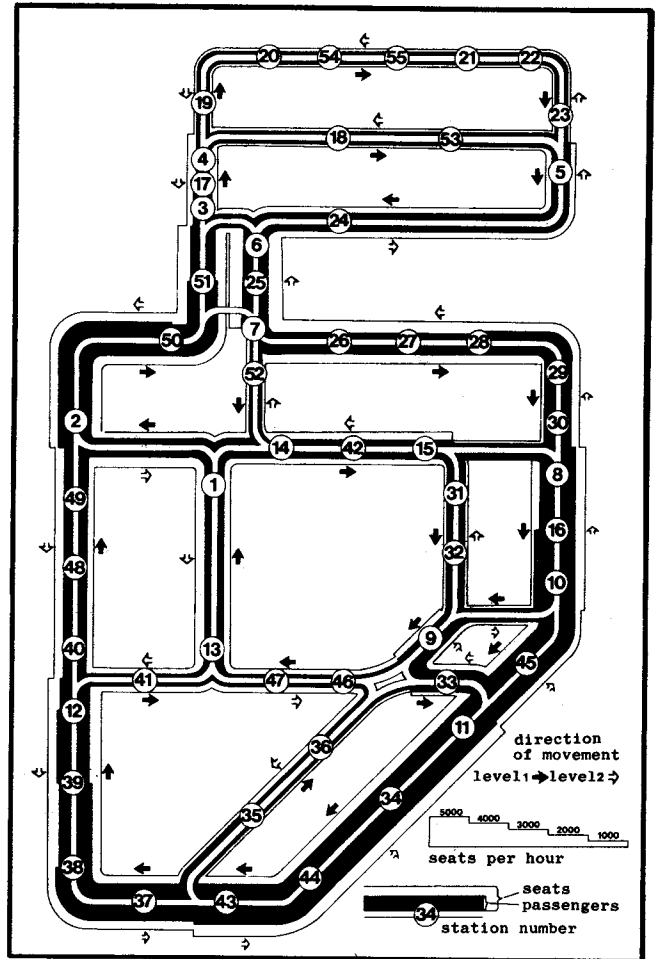 20 54 55 21 22
19 23
18 53
4
17 5
3
24
6
51 25
7
50 26 27 28
52 29
2 30
14 42 15
1 8
49 31
16
48 32
10
13 9
40 45
41 47 46 33
12 11
36
direction
of movement
level1 level2
39 35 34
5000 4000 3000 2000 1000
seats per hour
38 44
37 43
seats
passengers
34
station number